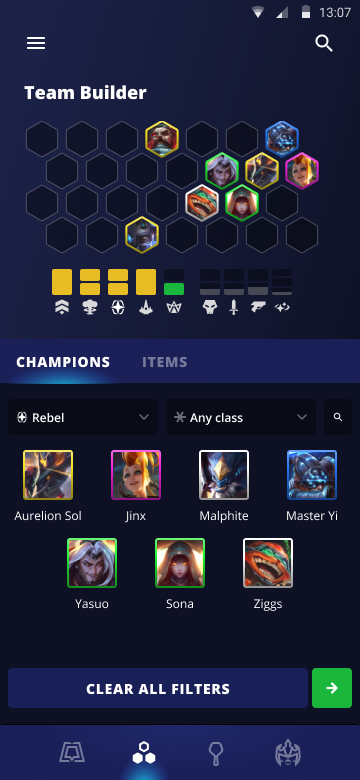 13:07
Team Builder
CHAMPIONS ITEMS
Rebel Any class
Aurelion Sol Jinx Malphite Master Yi
Yasuo Sona Ziggs
CLEAR ALL FILTERS